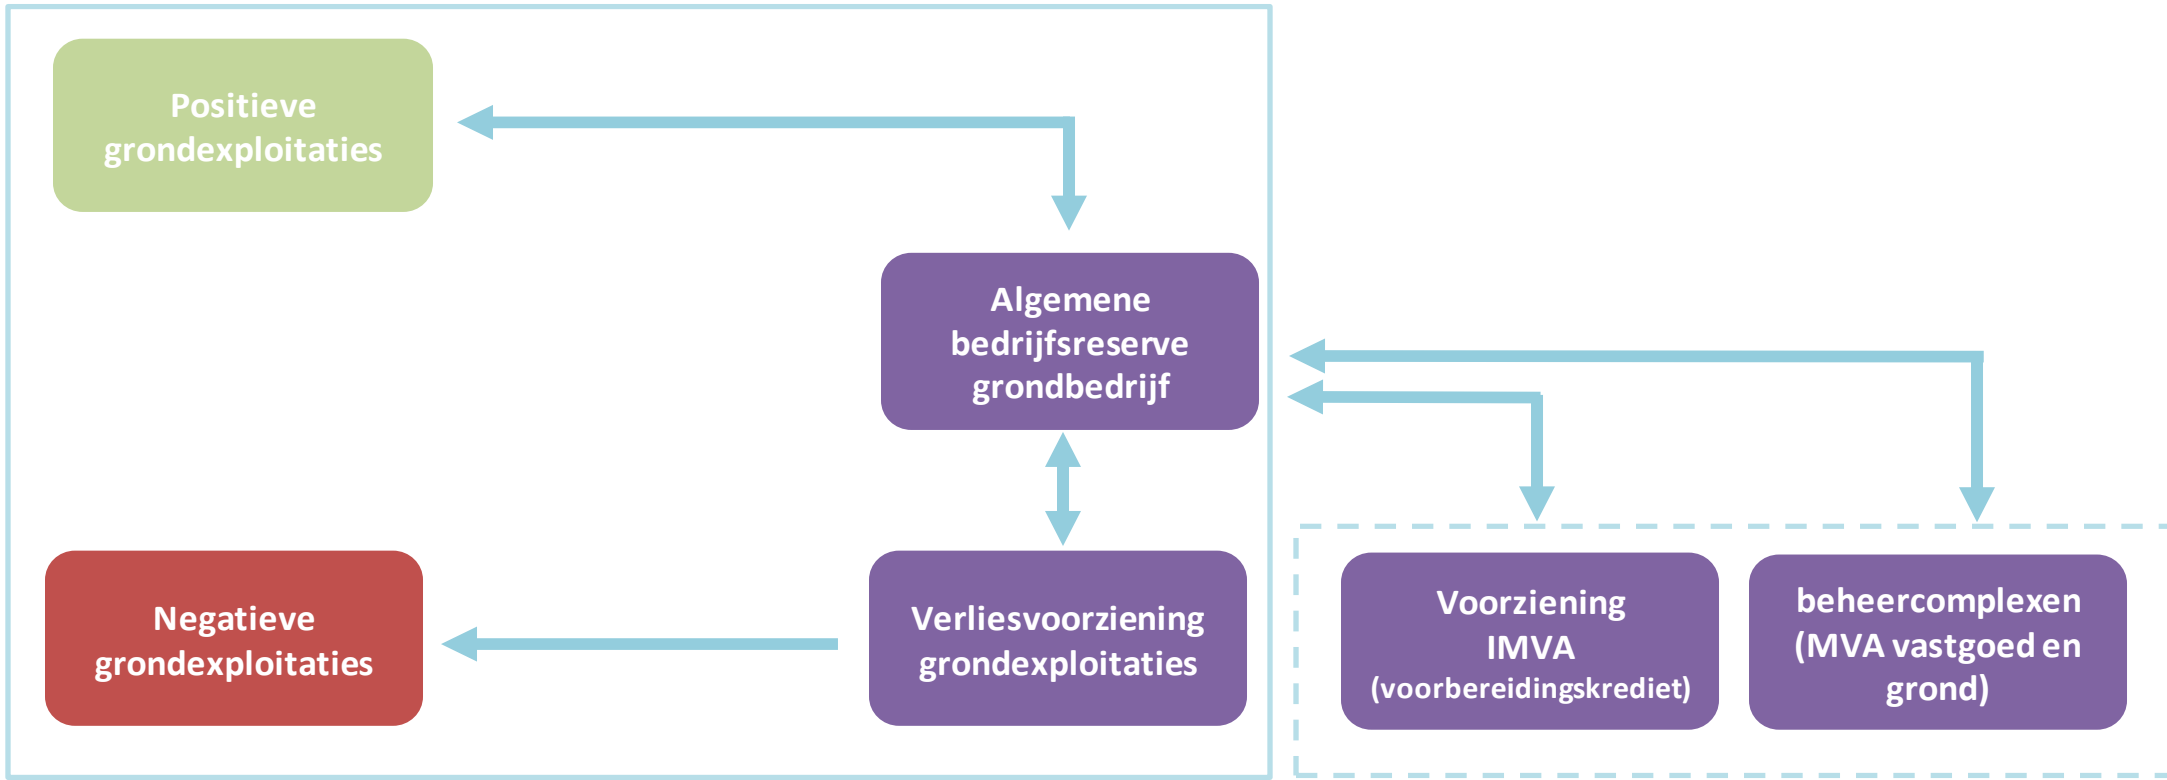 Positieve
grondexploitaties
Algemene
bedrijfsreserve
grondbedrijf
Negatieve
grondexploitaties
Verliesvoorziening
grondexploitaties
Voorziening
IMVA
(voorbereidingskrediet)
beheercomplexen
(MVA vastgoed en
grond)